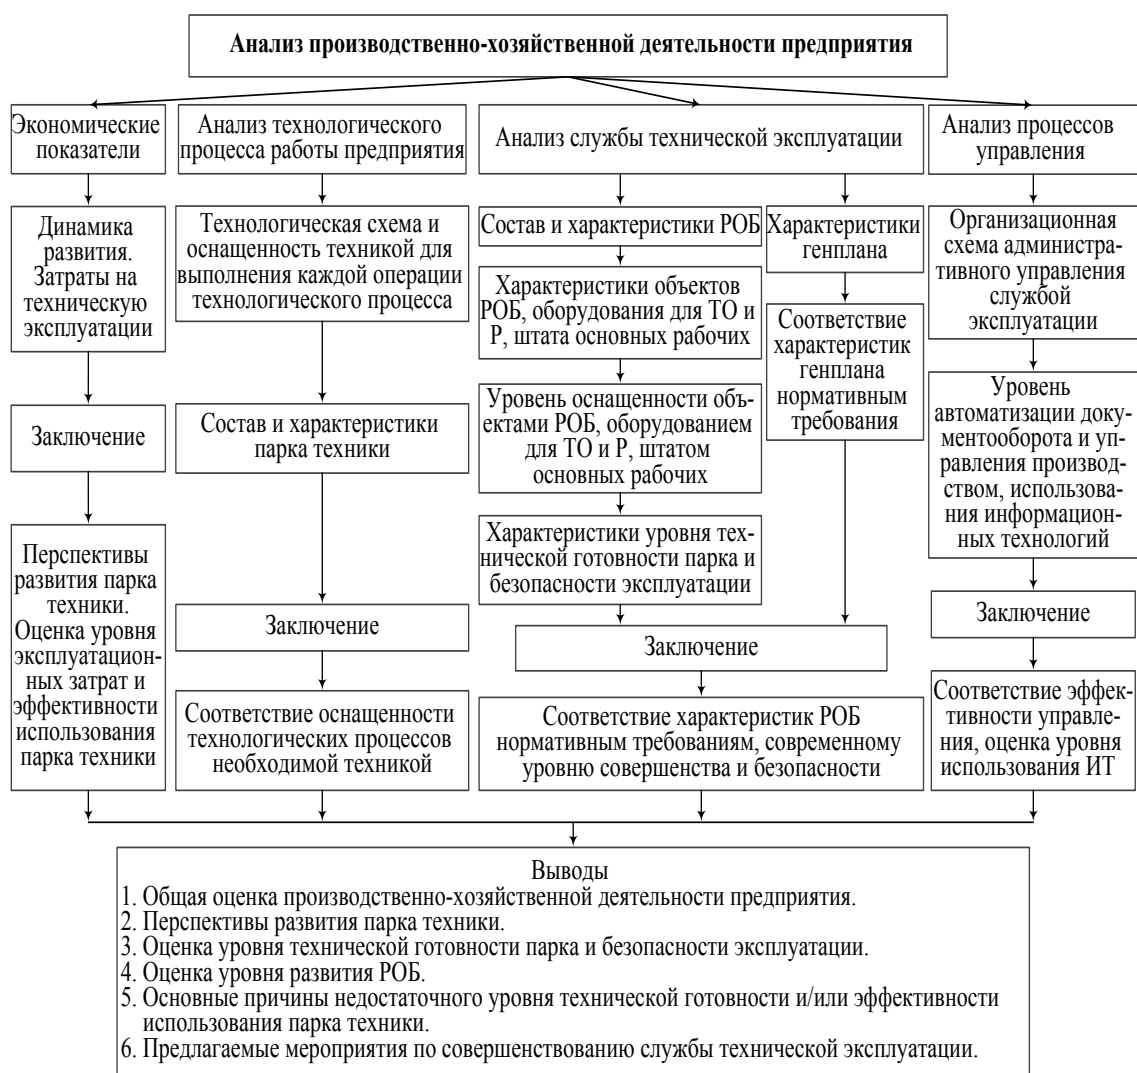 Анализ производственно-хозяйственной деятельности предприятия
Экономические
показатели
Анализ технологического
процесса работы предприятия
Анализ службы технической эксплуатации
Анализ процессов
управления
Динамика
развития.
Затраты на
техническую
эксплуатации
Технологическая схема и
оснащенность техникой для
выполнения каждой операции
технологического процесса
Состав и характеристики РОБ
Характеристики
генплана
Организационная
схема администра-
тивного управления
службой
эксплуатации
Характеристики объектов
РОБ, оборудования для ТО и
Р, штата основных рабочих
Соответствие
характеристик
генплана
нормативным
требования
Заключение
Состав и характеристики
парка техники
Уровень оснащенности объ-
ектами РОБ, оборудованием
для ТО и Р, штатом
основных рабочих
Уровень
автоматизации доку-
ментооборота и уп-
равления производ-
ством, использова-
ния информацион-
ных технологий
Перспективы
развития парка
техники.
Оценка уровня
эксплуатацион-
ных затрат и
эффективности
использования
парка техники
Характеристики уровня тех-
нической готовности парка и
безопасности эксплуатации
Заключение
Заключение
Заключение
Соответствие оснащенности
технологических процессов
необходимой техникой
Соответствие характеристик РОБ
нормативным требованиям, современному
уровню совершенства и безопасности
Соответствие эффек-
тивности управле-
ния, оценка уровня
использования ИТ
Выводы
1. Общая оценка производственно-хозяйственной деятельности предприятия.
2. Перспективы развития парка техники.
3. Оценка уровня технической готовности парка и безопасности эксплуатации.
4. Оценка уровня развития РОБ.
5. Основные причины недостаточного уровня технической готовности и/или эффективности
использования парка техники.
6. Предлагаемые мероприятия по совершенствованию службы технической эксплуатации.